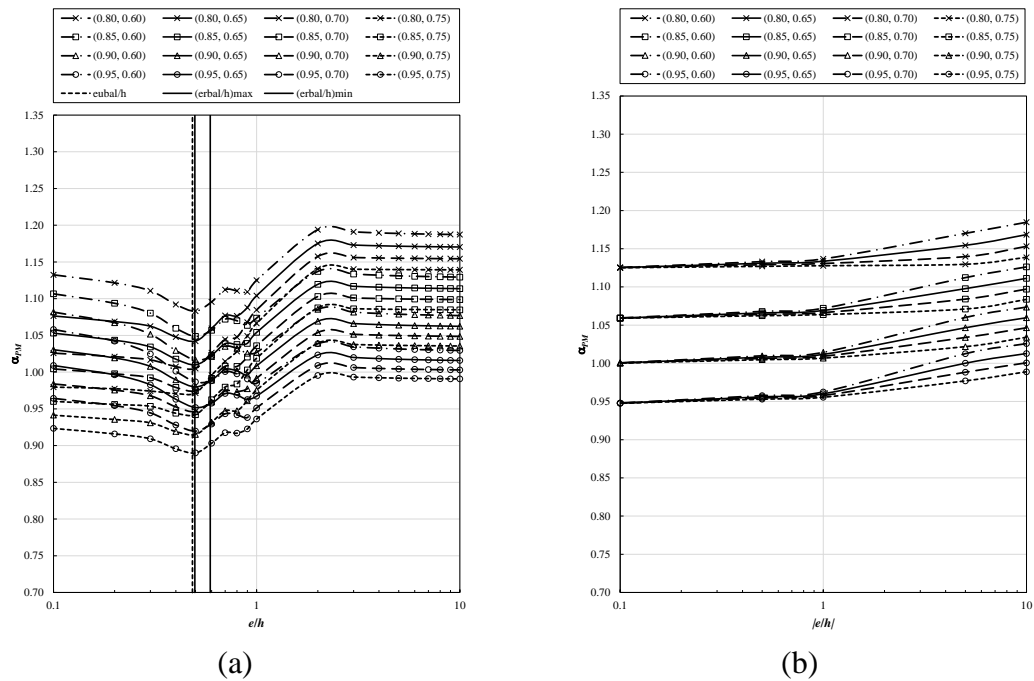 (0.80, 0.60) (0.80, 0.65) (0.80, 0.70) (0.80, 0.75)
(0.85, 0.60) (0.85, 0.65) (0.85, 0.70) (0.85, 0.75)
(0.90, 0.60) (0.90, 0.65) (0.90, 0.70) (0.90, 0.75)
(0.95, 0.60) (0.95, 0.65) (0.95, 0.70) (0.95, 0.75)
eubal/h (erbal/h)max (erbal/h)min
1.35
1.30
1.25
1.20
1.15
1.10
1.05
1.00
0.95
0.90
0.85
0.80
0.75
0.70
αPM
0.1 1 10
e/h
(a)
(0.80, 0.60) (0.80, 0.65) (0.80, 0.70) (0.80, 0.75)
(0.85, 0.60) (0.85, 0.65) (0.85, 0.70) (0.85, 0.75)
(0.90, 0.60) (0.90, 0.65) (0.90, 0.70) (0.90, 0.75)
(0.95, 0.60) (0.95, 0.65) (0.95, 0.70) (0.95, 0.75)
1.35
1.30
1.25
1.20
1.15
1.10
1.05
1.00
0.95
0.90
0.85
0.80
0.75
0.70
αPM
0.1 1 10
|e/h|
(b)